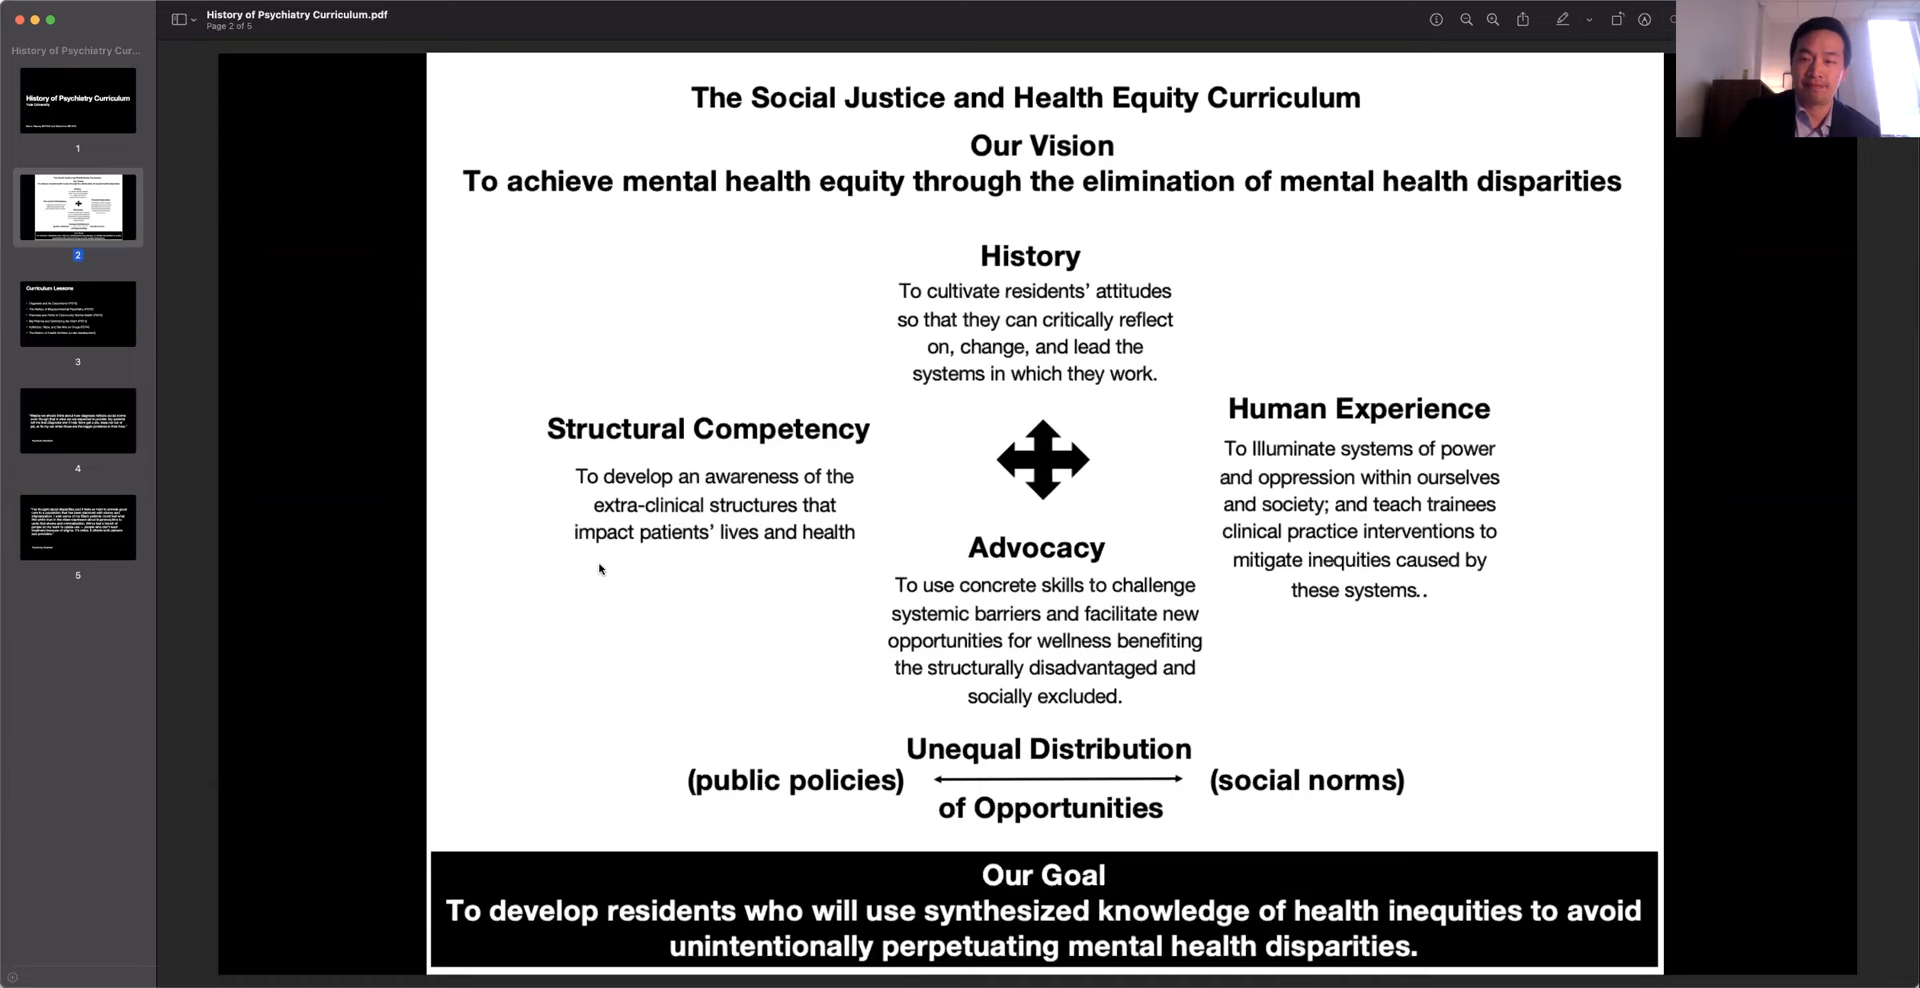 History of Psychiatry Curriculum.pdf
Page 2 of 5
History of Psychiatry Cur...
History of Psychiatry Curriculum
Yale University
1
2
Curriculum Lessons
3
4
5
The Social Justice and Health Equity Curriculum
Our Vision
To achieve mental health equity through the elimination of mental health disparities
History
To cultivate residents’ attitudes
so that they can critically reflect
on, change, and lead the
systems in which they work.
Structural Competency
To develop an awareness of the
extra-clinical structures that
impact patients’ lives and health
Human Experience
To Illuminate systems of power
and oppression within ourselves
and society; and teach trainees
clinical practice interventions to
mitigate inequities caused by
these systems..
Advocacy
To use concrete skills to challenge
systemic barriers and facilitate new
opportunities for wellness benefiting
the structurally disadvantaged and
socially excluded.
Unequal Distribution
(public policies)
(social norms)
of Opportunities
Our Goal
To develop residents who will use synthesized knowledge of health inequities to avoid
unintentionally perpetuating mental health disparities.